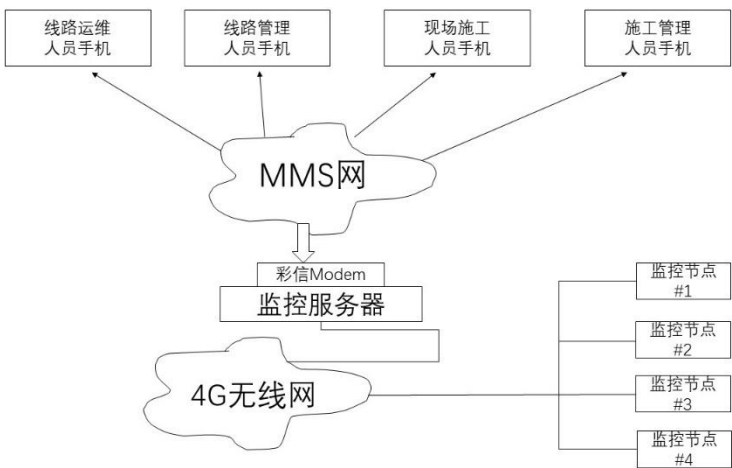 线路运维
人员手机
线路管理
人员手机
现场施工
人员手机
施工管理
人员手机
MMS网
彩信Modem
监控服务器
4G无线网
监控节点
#1
监控节点
#2
监控节点
#3
监控节点
#4